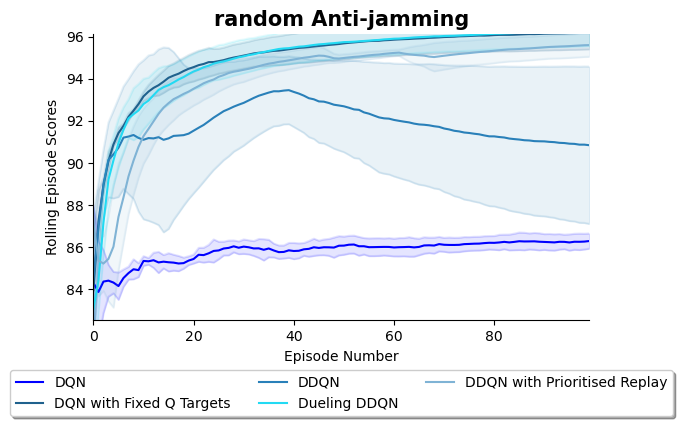 random Anti-jamming
96
94
92
90
88
86
84
Rolling Episode Scores
0 20 40 60 80
Episode Number
DQN DDQN DDQN with Prioritised Replay
DQN with Fixed Q Targets Dueling DDQN